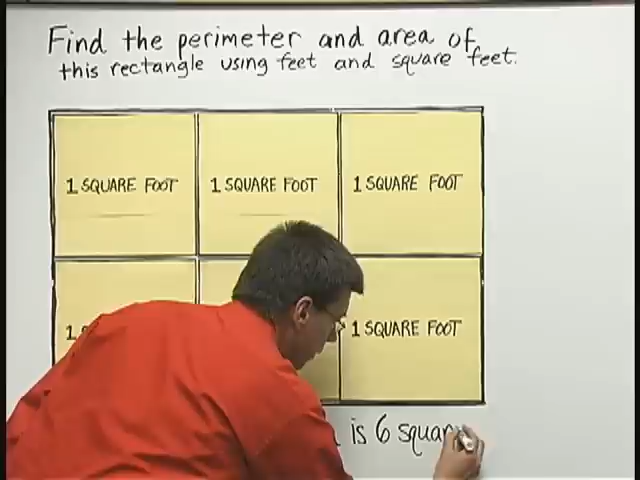 Find the perimeter and area of
this rectangle using feet and square feet.
1 SQUARE FOOT 1 SQUARE FOOT 1 SQUARE FOOT
1 SQUARE FOOT
is 6 squar